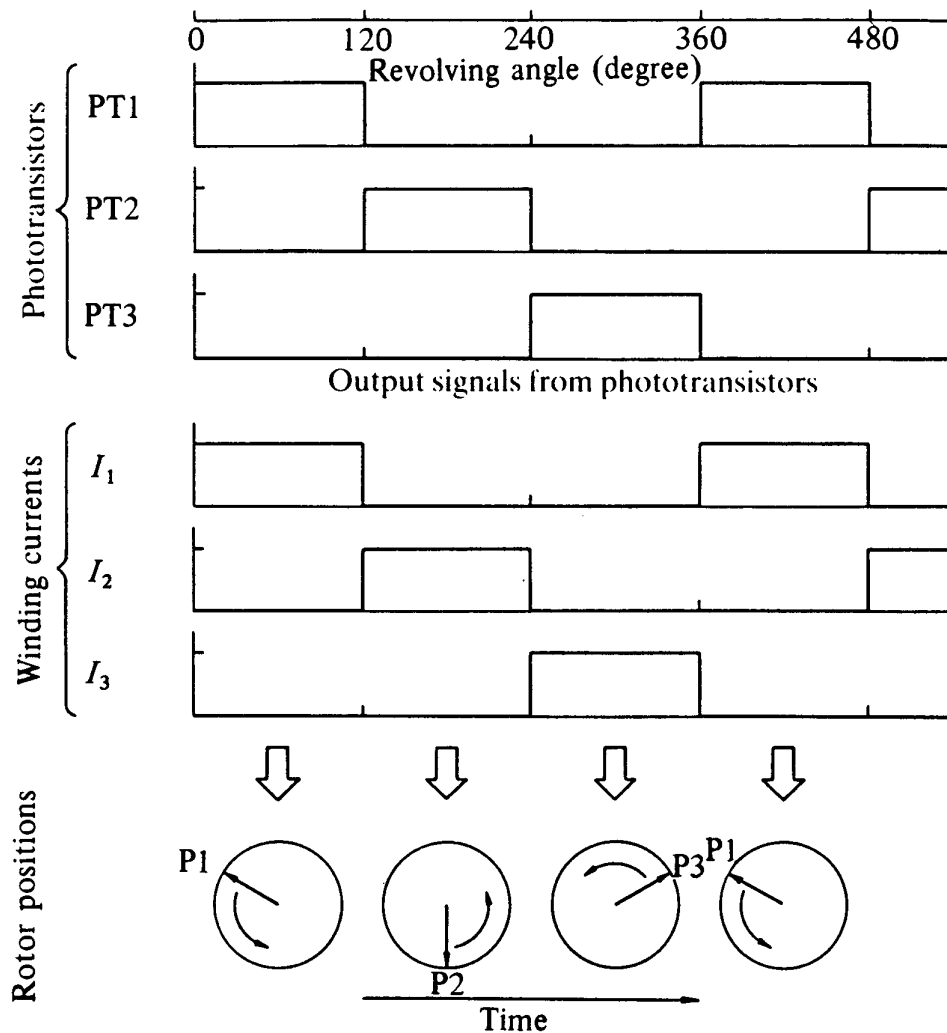 0 120 240 360 480
Revolving angle (degree)
Phototransistors
PT1
PT2
PT3
Output signals from phototransistors
Winding currents
I₁
I₂
I₃
Rotor positions
P1
P2
P3
P1
Time